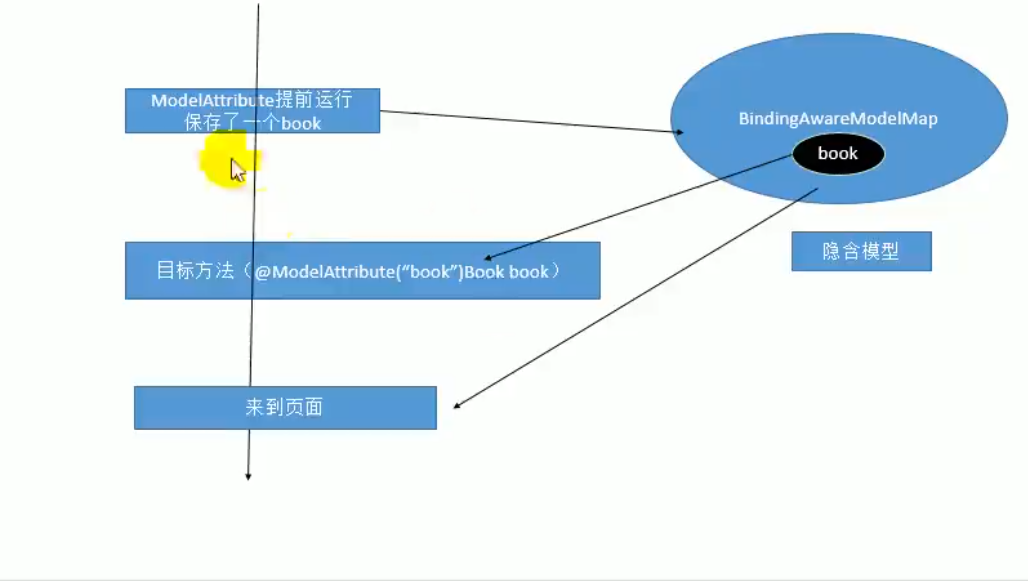 ModelAttribute提前运行
保存了一个book
BindingAwareModelMap
book
目标方法（@ModelAttribute(“book”)Book book）
隐含模型
来到页面